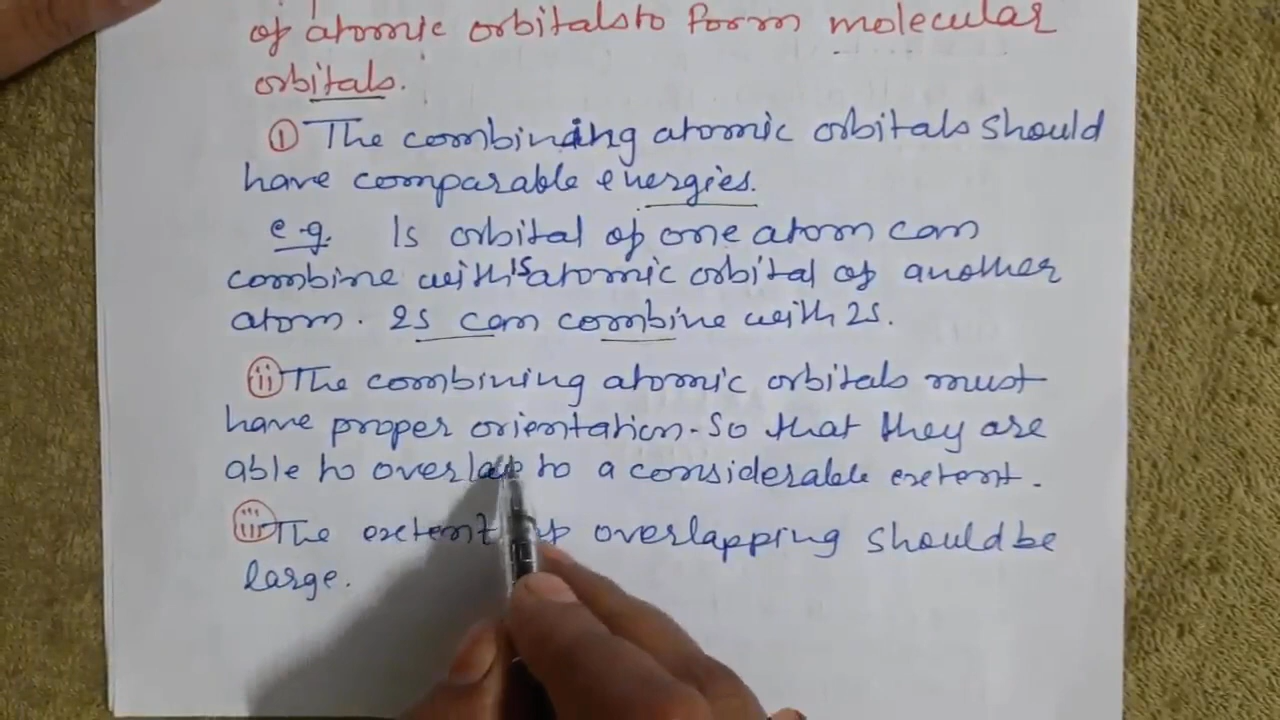 of atomic orbitals to form molecular
orbitals.
(i) The combining atomic orbitals should
have comparable energies.
e.g. 1s orbital of one atom can
combine with 1s atomic orbital of another
atom. 2s can combine with 2s.
(ii) The combining atomic orbitals must
have proper orientation. So that they are
able to overlap to a considerable extent.
(iii) The extent of overlapping should be
large.